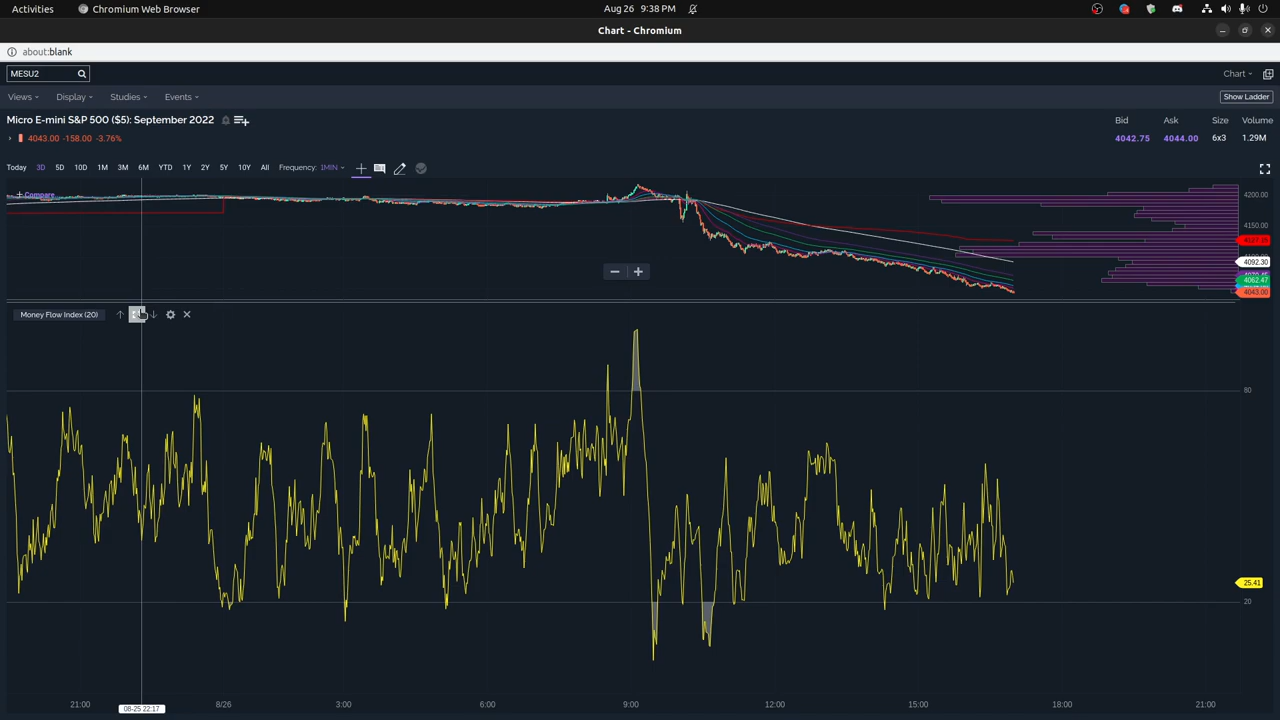 Activities Chromium Web Browser Aug 26 9:38 PM
Chart - Chromium
about:blank
MESU2 Chart
Views Display Studies Events Show Ladder
Micro E-mini S&P 500 ($5): September 2022 Bid Ask Size Volume
4043.00 -158.00 -3.76% 4042.75 4044.00 6x3 1.29M
Today 3D 5D 10D 1M 3M 6M YTD 1Y 2Y 5Y 10Y All Frequency: 1MIN
Compare 4200.00
4150.00
4092.30
4062.47
4043.00
Money Flow Index (20)
80
25.41
20
21:00 8/26 3:00 6:00 9:00 12:00 15:00 18:00 21:00
08-25 22:17